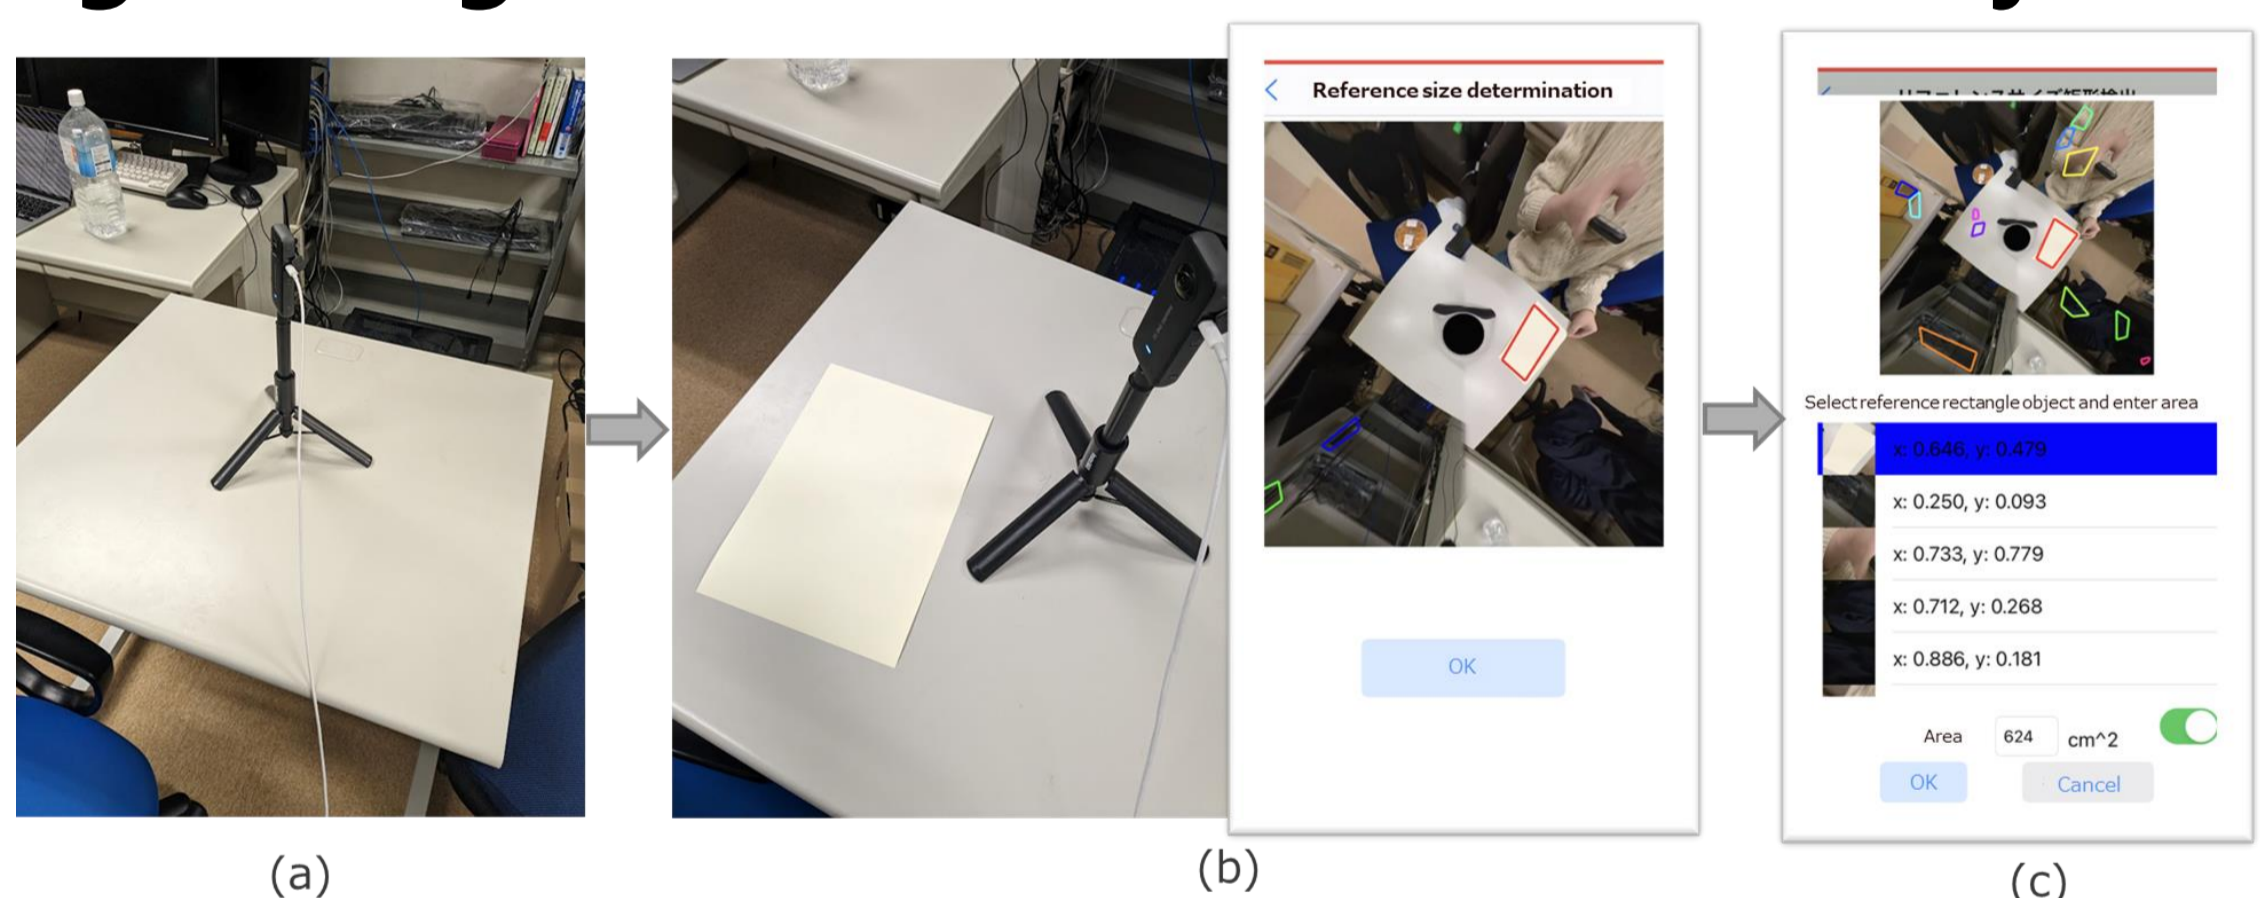 Reference size determination
OK
Select reference rectangle object and enter area
x: 0.646, y: 0.479
x: 0.250, y: 0.093
x: 0.733, y: 0.779
x: 0.712, y: 0.268
x: 0.886, y: 0.181
Area 624 cm^2
OK Cancel
(a) (b) (c)